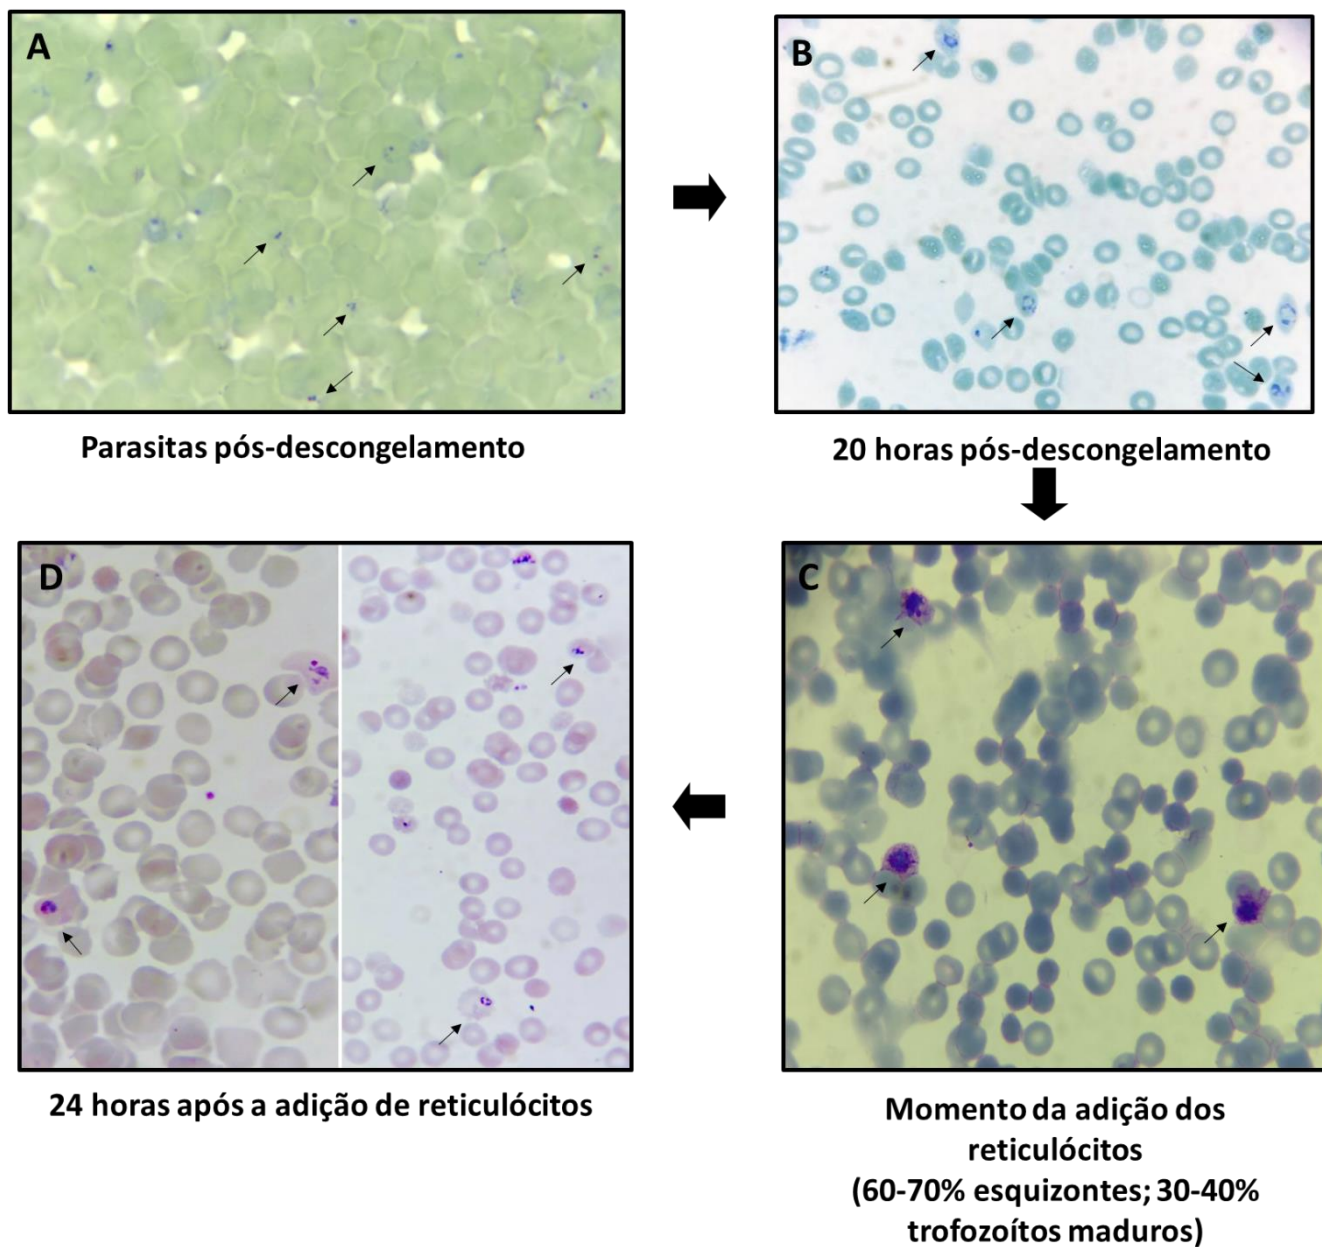 A
B
Parasitas pós-descongelamento
20 horas pós-descongelamento
D
C
24 horas após a adição de reticulócitos
Momento da adição dos
reticulócitos
(60-70% esquizontes; 30-40%
trofozoítos maduros)